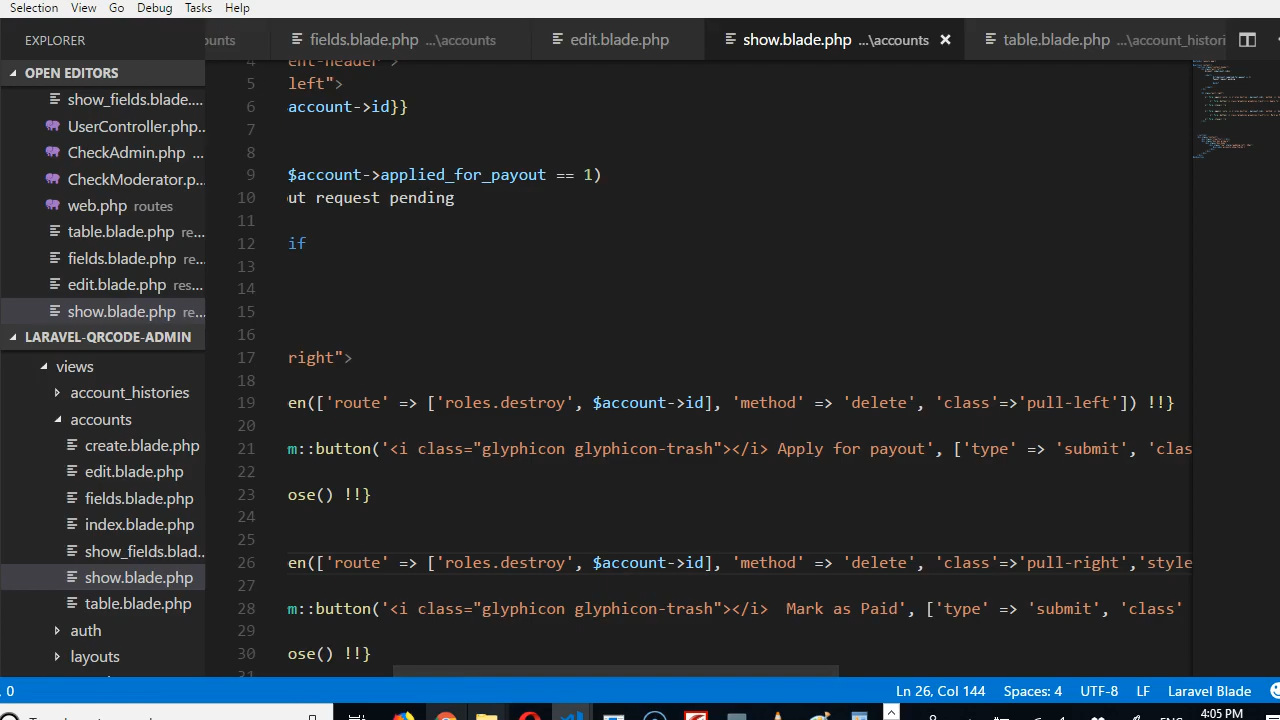 Selection View Go Debug Tasks Help
EXPLORER
OPEN EDITORS
show_fields.blade....
UserController.php...
CheckAdmin.php ...
CheckModerator.p...
web.php routes
table.blade.php re...
fields.blade.php re...
edit.blade.php res...
show.blade.php re...
LARAVEL-QRCODE-ADMIN
views
account_histories
accounts
create.blade.php
edit.blade.php
fields.blade.php
index.blade.php
show_fields.blad...
show.blade.php
table.blade.php
auth
layouts
ounts fields.blade.php ...\accounts edit.blade.php show.blade.php ...\accounts × table.blade.php ...\account_histori
4 ent-header">
5 left">
6 account->id}}
7
8
9 $account->applied_for_payout == 1)
10 out request pending
11
12 if
13
14
15
16
17 right">
18
19 en(['route' => ['roles.destroy', $account->id], 'method' => 'delete', 'class'=>'pull-left']) !!}
20
21 m::button('<i class="glyphicon glyphicon-trash"></i> Apply for payout', ['type' => 'submit', 'clas
22
23 ose() !!}
24
25
26 en(['route' => ['roles.destroy', $account->id], 'method' => 'delete', 'class'=>'pull-right','style
27
28 m::button('<i class="glyphicon glyphicon-trash"></i>  Mark as Paid', ['type' => 'submit', 'class'
29
30 ose() !!}
31
, 0 Ln 26, Col 144 Spaces: 4 UTF-8 LF Laravel Blade
4:05 PM